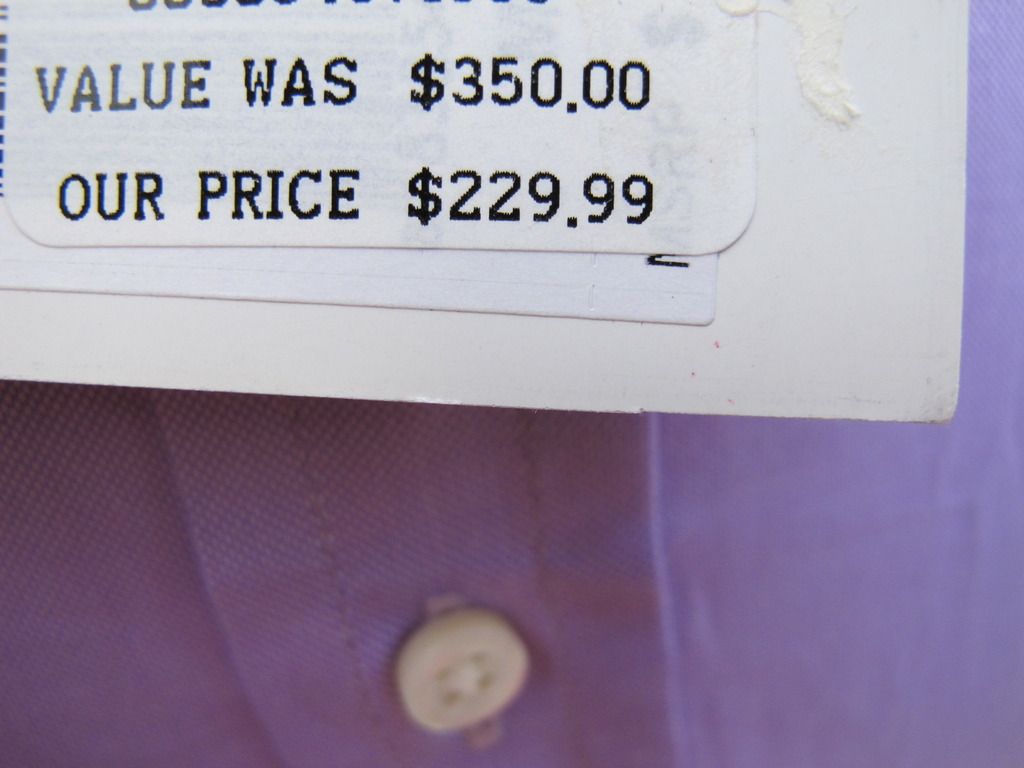 VALUE WAS $350.00
OUR PRICE $229.99